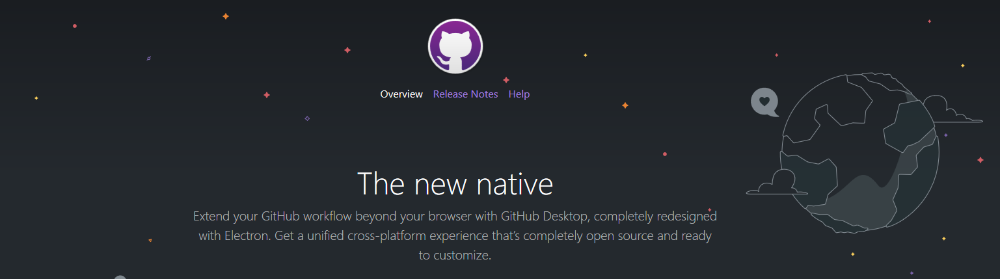 Overview Release Notes Help
The new native
Extend your GitHub workflow beyond your browser with GitHub Desktop, completely redesigned
with Electron. Get a unified cross-platform experience that’s completely open source and ready
to customize.